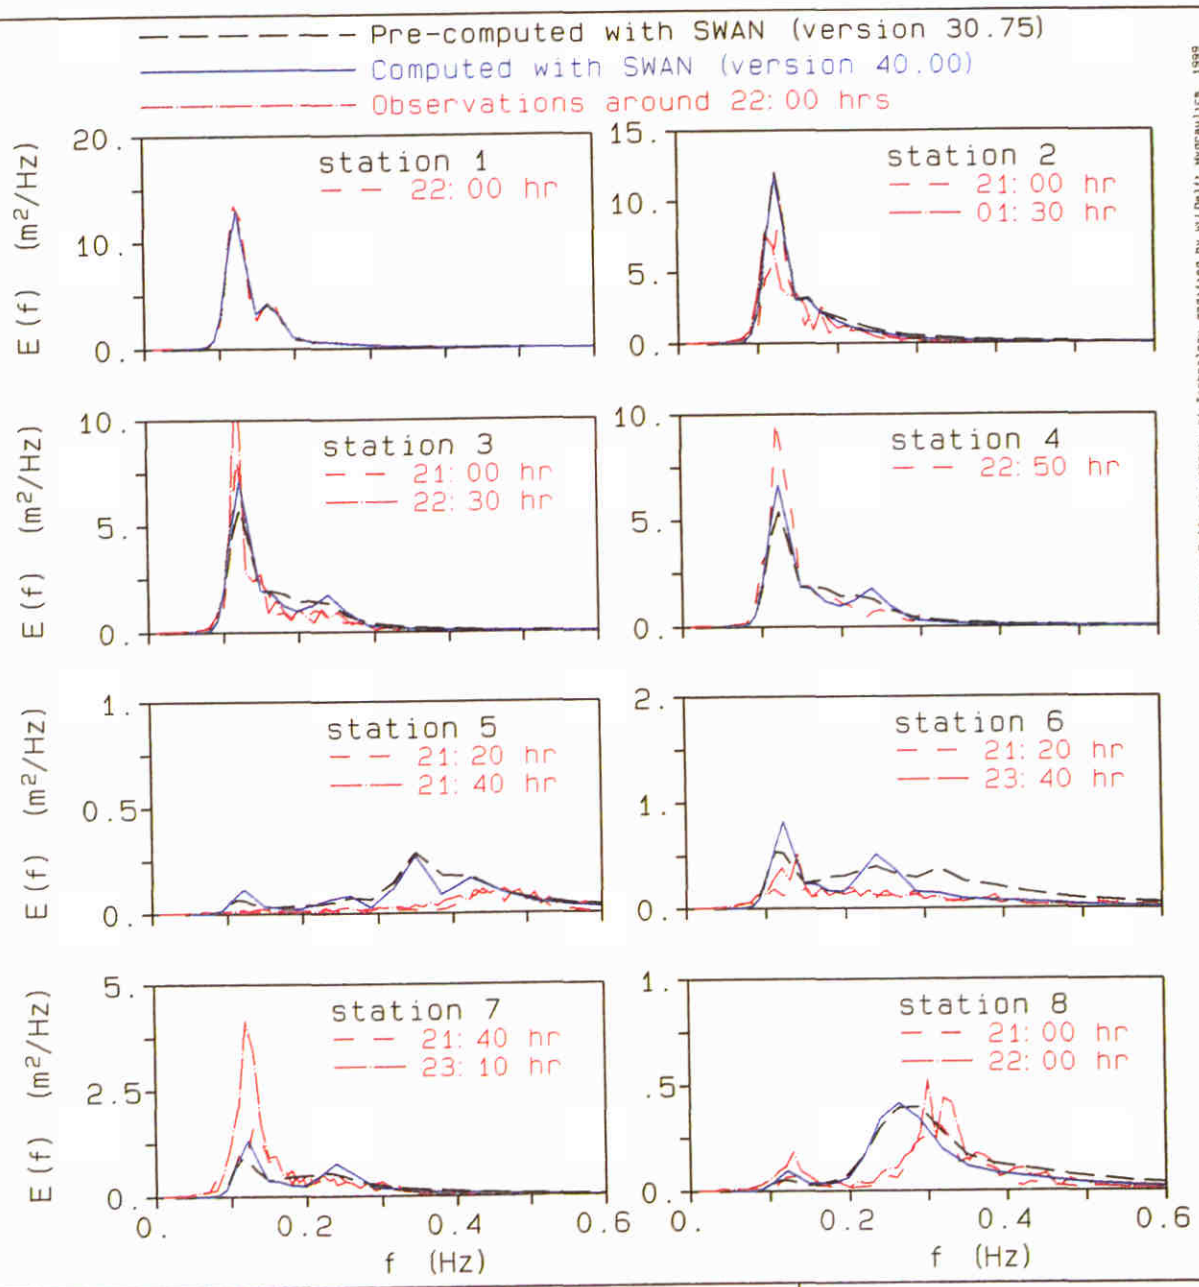 Pre-computed with SWAN (version 30.75)
Computed with SWAN (version 40.00)
Observations around 22:00 hrs
20.
10.
0.
E(f) (m²/Hz)
station 1
22:00 hr
15.
10.
5.
0.
station 2
21:00 hr
01:30 hr
10.
5.
0.
E(f) (m²/Hz)
station 3
21:00 hr
22:30 hr
10.
5.
0.
station 4
22:50 hr
1.
0.5
0.
E(f) (m²/Hz)
station 5
21:20 hr
21:40 hr
2.
1.
0.
station 6
21:20 hr
23:40 hr
5.
2.5
0.
E(f) (m²/Hz)
station 7
21:40 hr
23:10 hr
0. 0.2 0.4 0.6
f (Hz)
1.
.5
0.
station 8
21:00 hr
22:00 hr
0. 0.2 0.4 0.6
f (Hz)
1999